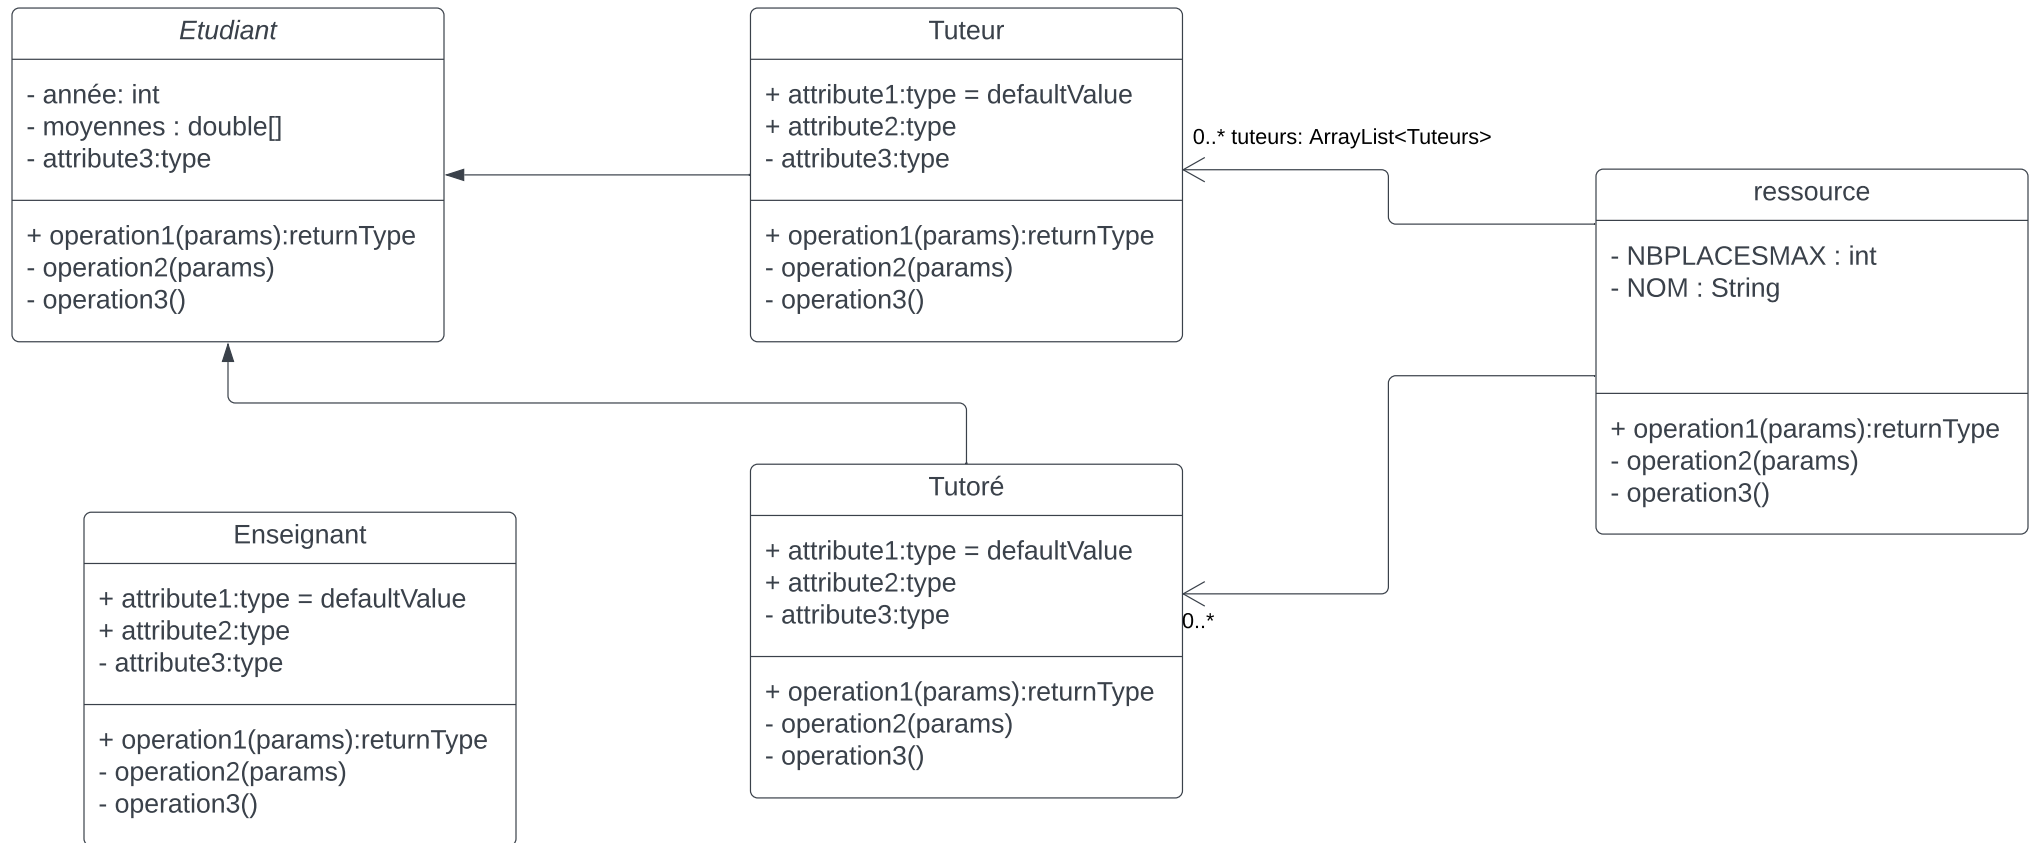 Etudiant
- année: int
- moyennes : double[]
- attribute3:type
+ operation1(params):returnType
- operation2(params)
- operation3()
Tuteur
+ attribute1:type = defaultValue
+ attribute2:type
- attribute3:type
+ operation1(params):returnType
- operation2(params)
- operation3()
0..* tuteurs: ArrayList<Tuteurs>
ressource
- NBPLACESMAX : int
- NOM : String
+ operation1(params):returnType
- operation2(params)
- operation3()
Tutoré
+ attribute1:type = defaultValue
+ attribute2:type
- attribute3:type
+ operation1(params):returnType
- operation2(params)
- operation3()
0..*
Enseignant
+ attribute1:type = defaultValue
+ attribute2:type
- attribute3:type
+ operation1(params):returnType
- operation2(params)
- operation3()